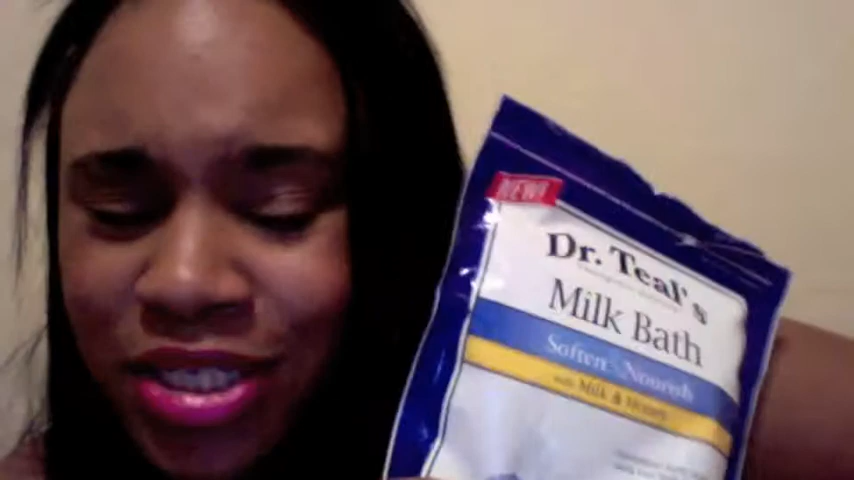 NEW!
Dr. Teal's
Milk Bath
Soften & Nourish
with Milk & Honey